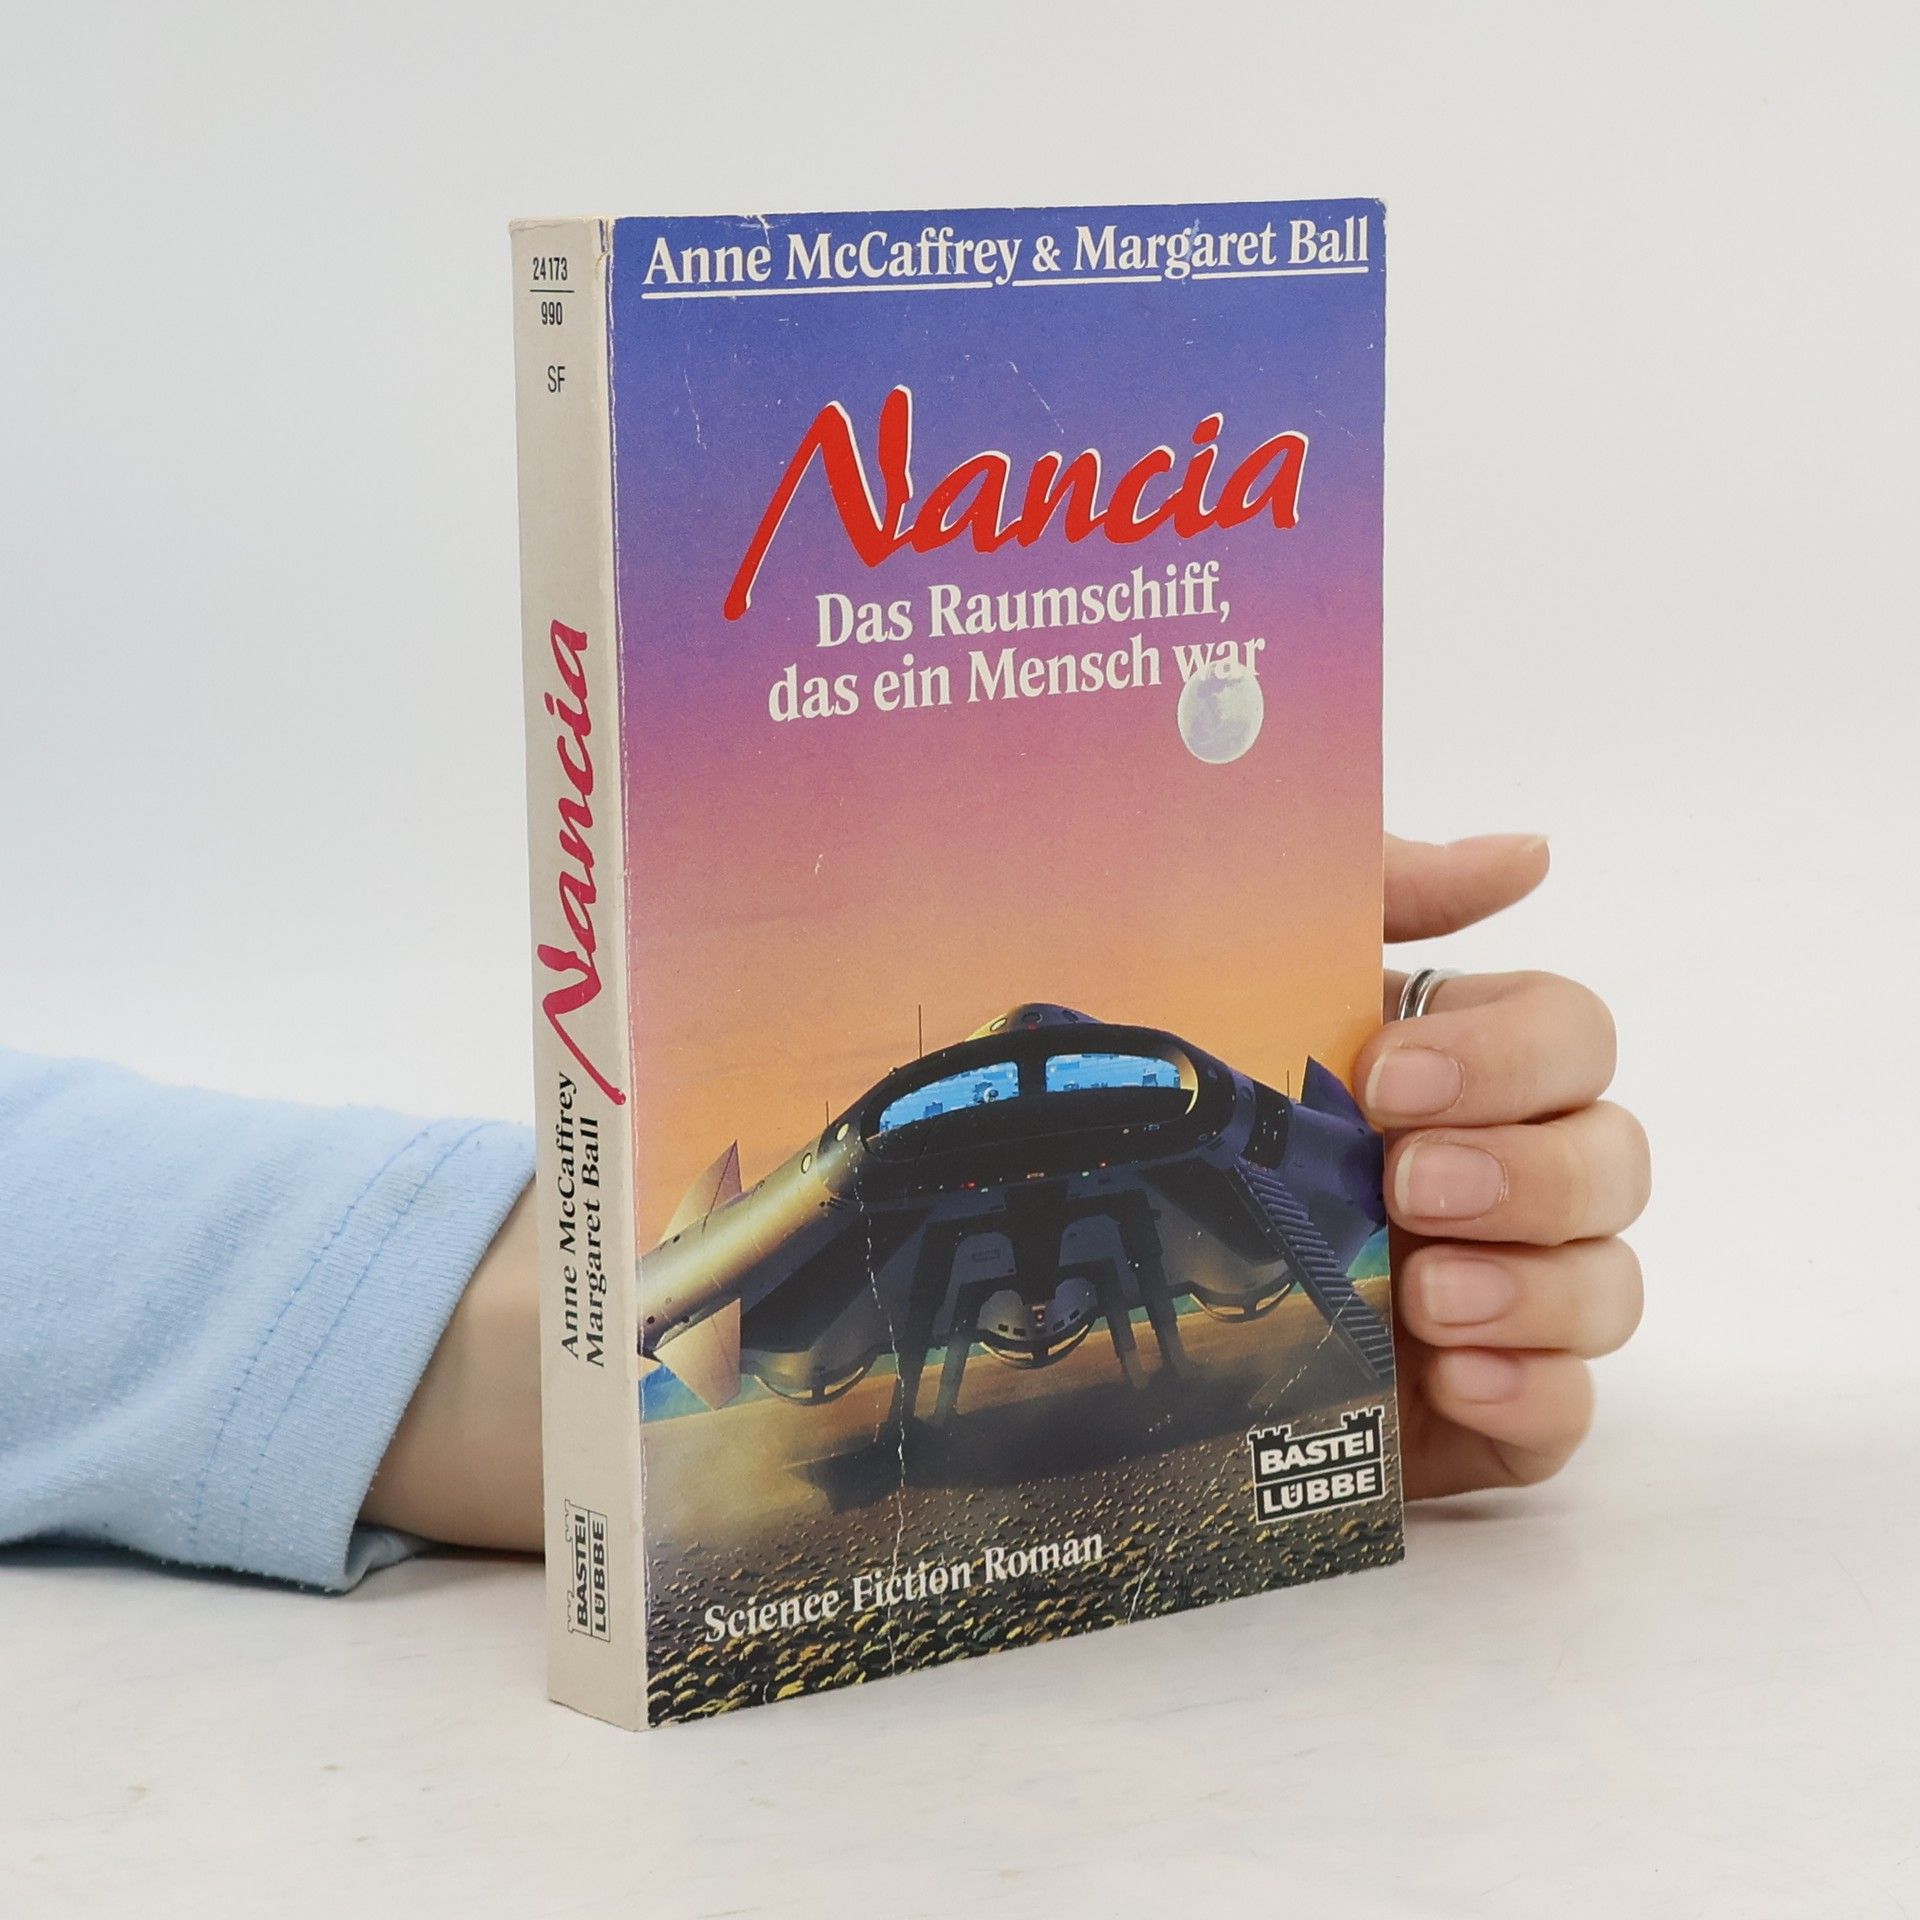 24173
990
SF
Nancia
Anne McCaffrey
Margaret Ball
BASTEI
LÜBBE
Anne McCaffrey & Margaret Ball
Nancia
Das Raumschiff,
das ein Mensch war
BASTEI
LÜBBE
Science Fiction Roman